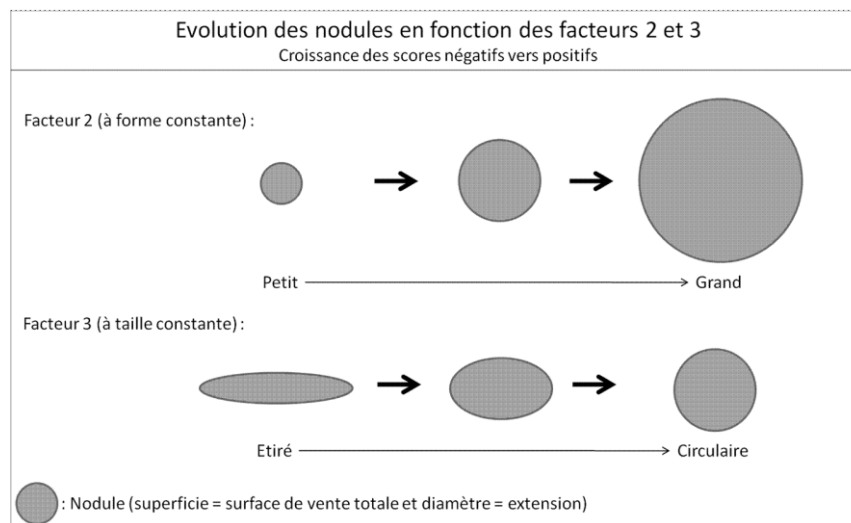 Evolution des nodules en fonction des facteurs 2 et 3
Croissance des scores négatifs vers positifs
Facteur 2 (à forme constante) :
Petit
Grand
Facteur 3 (à taille constante) :
Etiré
Circulaire
: Nodule (superficie = surface de vente totale et diamètre = extension)